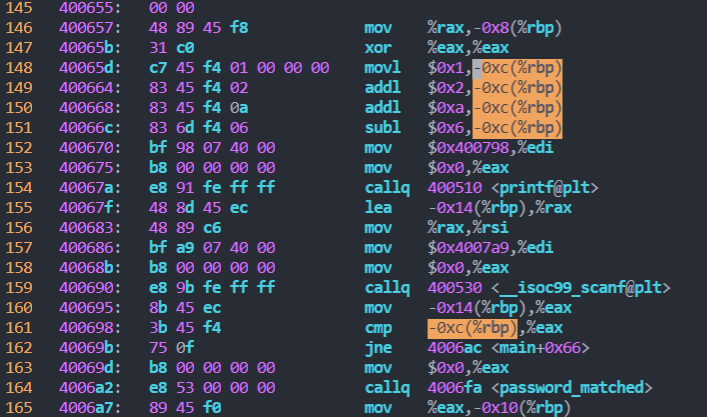 145 400655: 00 00
146 400657: 48 89 45 f8 mov %rax,-0x8(%rbp)
147 40065b: 31 c0 xor %eax,%eax
148 40065d: c7 45 f4 01 00 00 00 movl $0x1,-0xc(%rbp)
149 400664: 83 45 f4 02 addl $0x2,-0xc(%rbp)
150 400668: 83 45 f4 0a addl $0xa,-0xc(%rbp)
151 40066c: 83 6d f4 06 subl $0x6,-0xc(%rbp)
152 400670: bf 98 07 40 00 mov $0x400798,%edi
153 400675: b8 00 00 00 00 mov $0x0,%eax
154 40067a: e8 91 fe ff ff callq 400510 <printf@plt>
155 40067f: 48 8d 45 ec lea -0x14(%rbp),%rax
156 400683: 48 89 c6 mov %rax,%rsi
157 400686: bf a9 07 40 00 mov $0x4007a9,%edi
158 40068b: b8 00 00 00 00 mov $0x0,%eax
159 400690: e8 9b fe ff ff callq 400530 <__isoc99_scanf@plt>
160 400695: 8b 45 ec mov -0x14(%rbp),%eax
161 400698: 3b 45 f4 cmp -0xc(%rbp),%eax
162 40069b: 75 0f jne 4006ac <main+0x66>
163 40069d: b8 00 00 00 00 mov $0x0,%eax
164 4006a2: e8 53 00 00 00 callq 4006fa <password_matched>
165 4006a7: 89 45 f0 mov %eax,-0x10(%rbp)